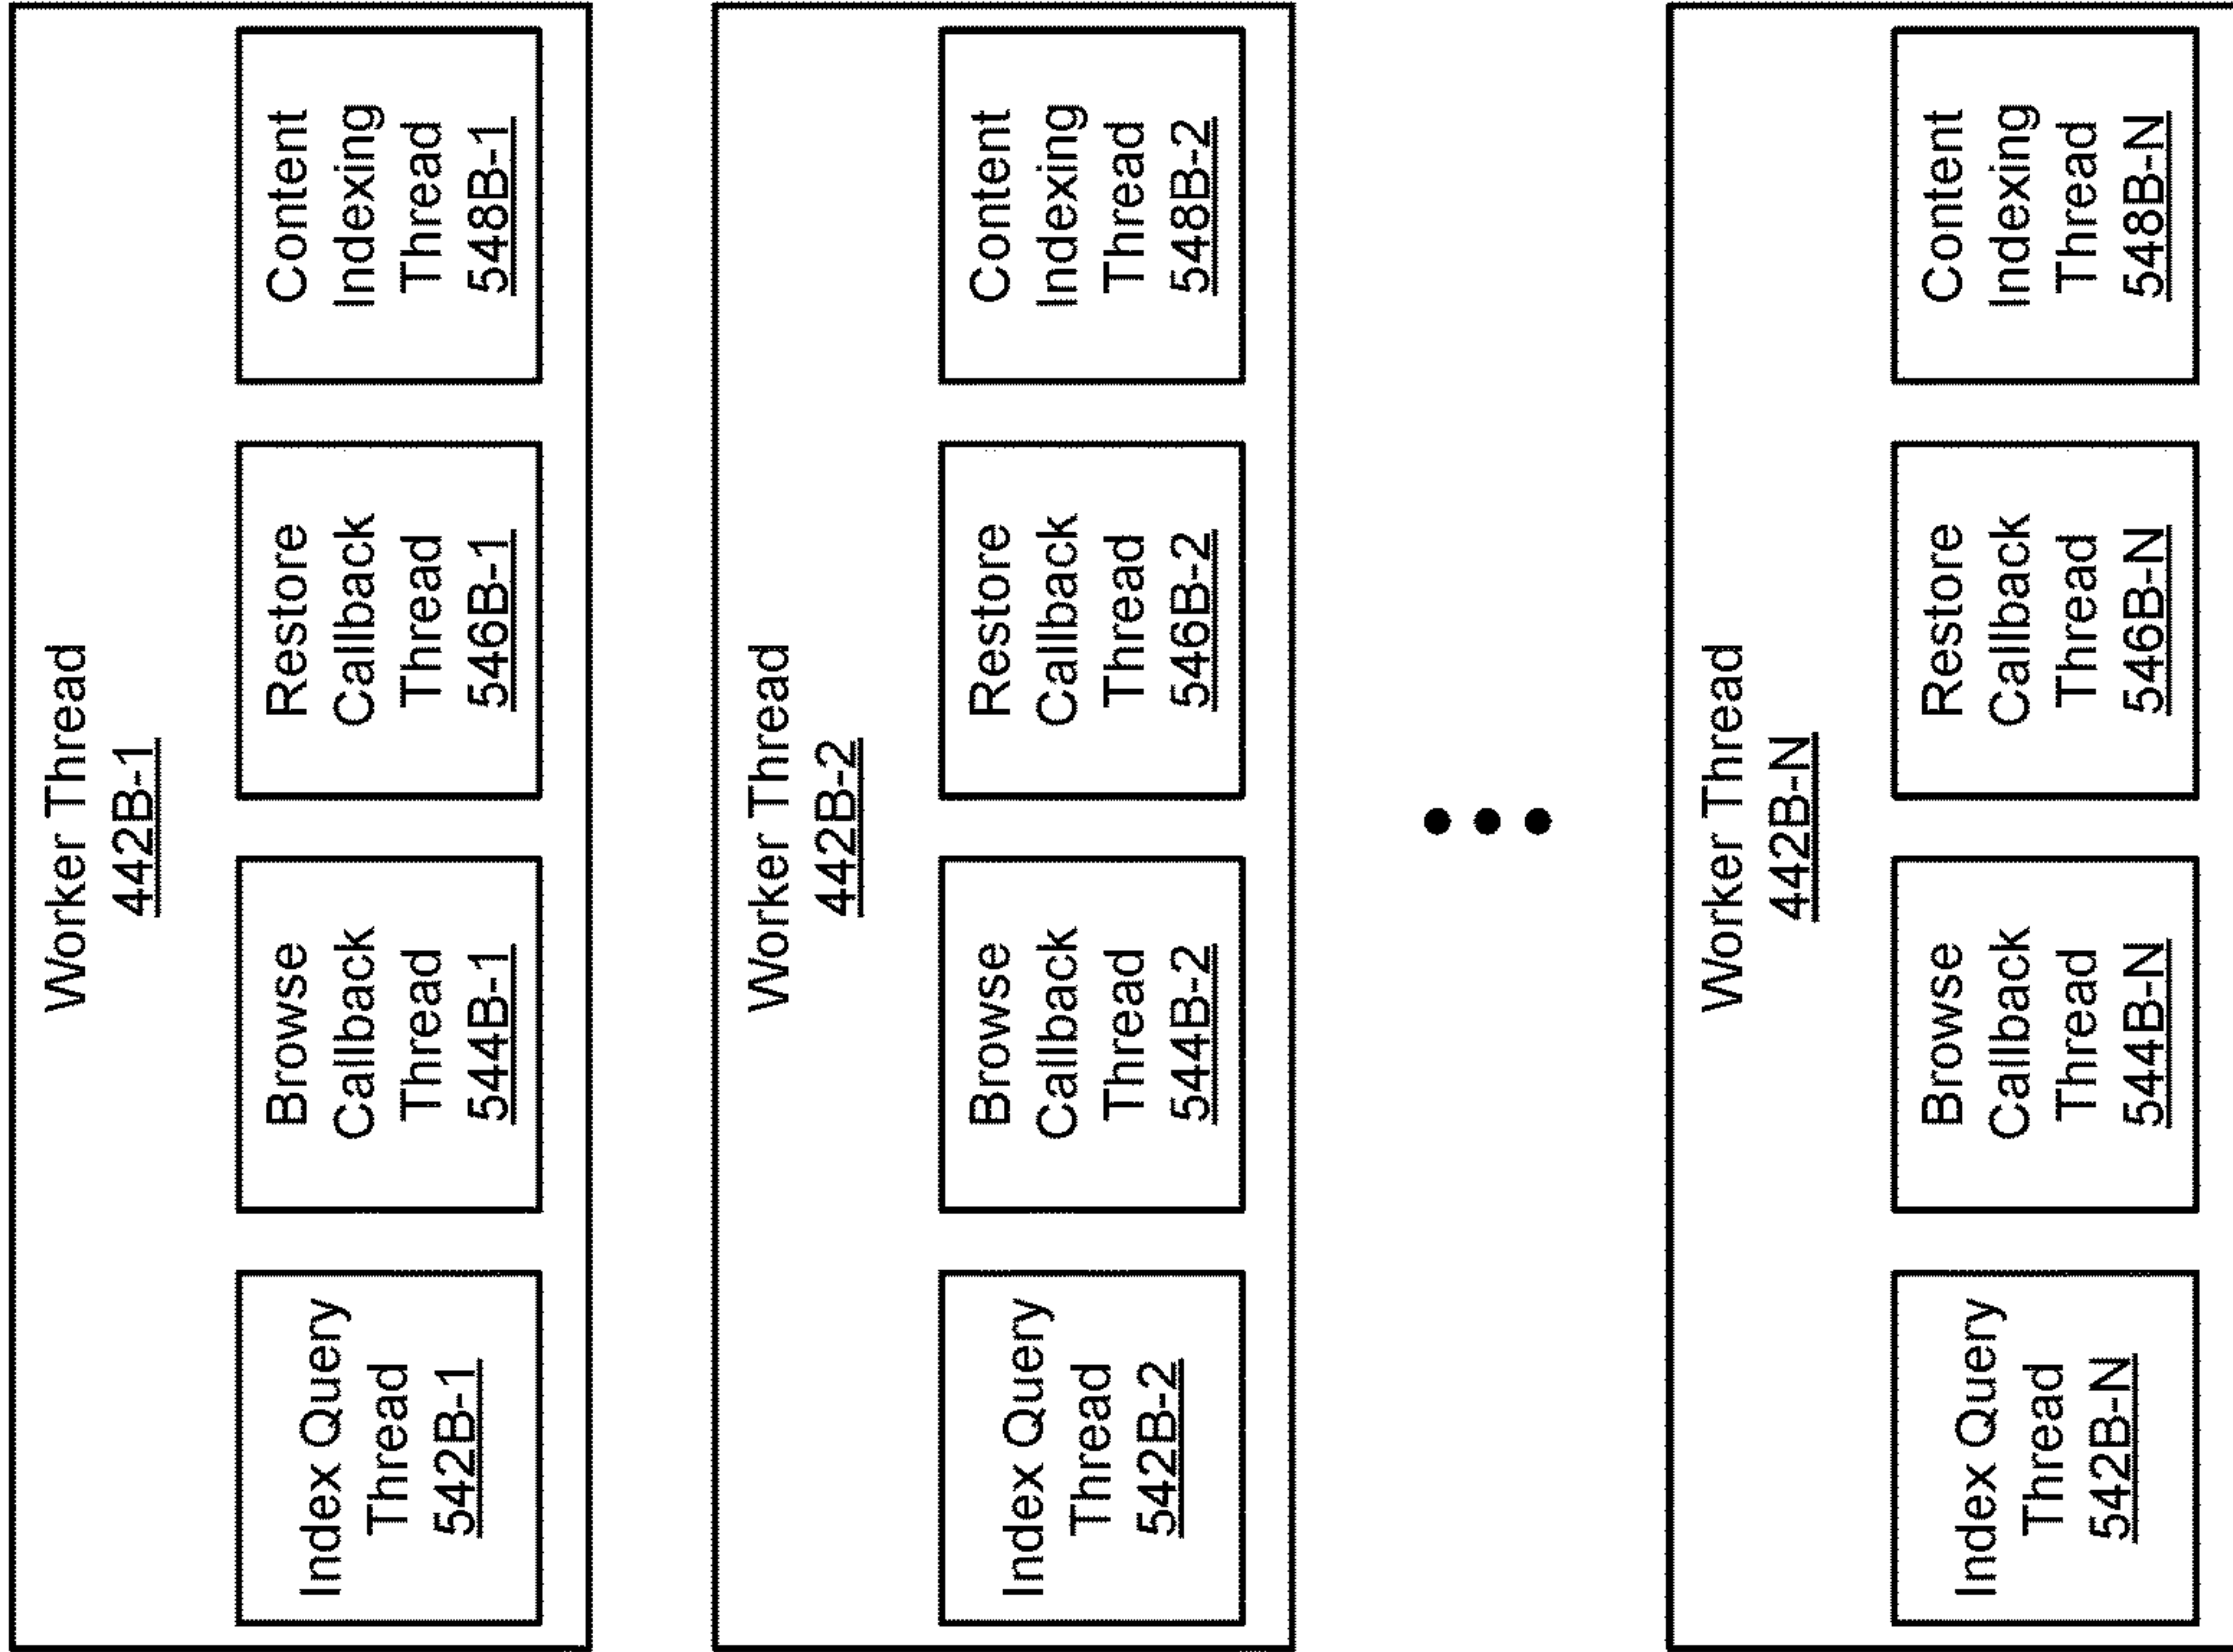 Worker Thread
442B-1
Index Query
Thread
542B-1
Browse
Callback
Thread
544B-1
Restore
Callback
Thread
546B-1
Content
Indexing
Thread
548B-1
Worker Thread
442B-2
Index Query
Thread
542B-2
Browse
Callback
Thread
544B-2
Restore
Callback
Thread
546B-2
Content
Indexing
Thread
548B-2
Worker Thread
442B-N
Index Query
Thread
542B-N
Browse
Callback
Thread
544B-N
Restore
Callback
Thread
546B-N
Content
Indexing
Thread
548B-N